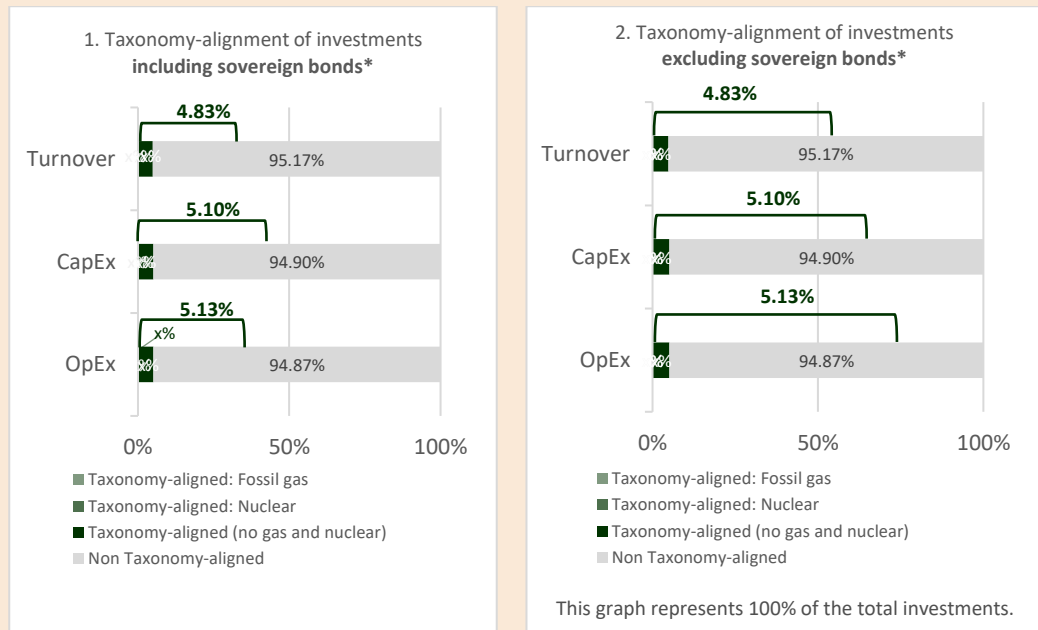 1. Taxonomy-alignment of investments
including sovereign bonds*
4.83%
Turnover
95.17%
5.10%
CapEx
94.90%
5.13%
x%
OpEx
94.87%
0% 50% 100%
Taxonomy-aligned: Fossil gas
Taxonomy-aligned: Nuclear
Taxonomy-aligned (no gas and nuclear)
Non Taxonomy-aligned
2. Taxonomy-alignment of investments
excluding sovereign bonds*
4.83%
Turnover
95.17%
5.10%
CapEx
94.90%
5.13%
OpEx
94.87%
0% 50% 100%
Taxonomy-aligned: Fossil gas
Taxonomy-aligned: Nuclear
Taxonomy-aligned (no gas and nuclear)
Non Taxonomy-aligned
This graph represents 100% of the total investments.